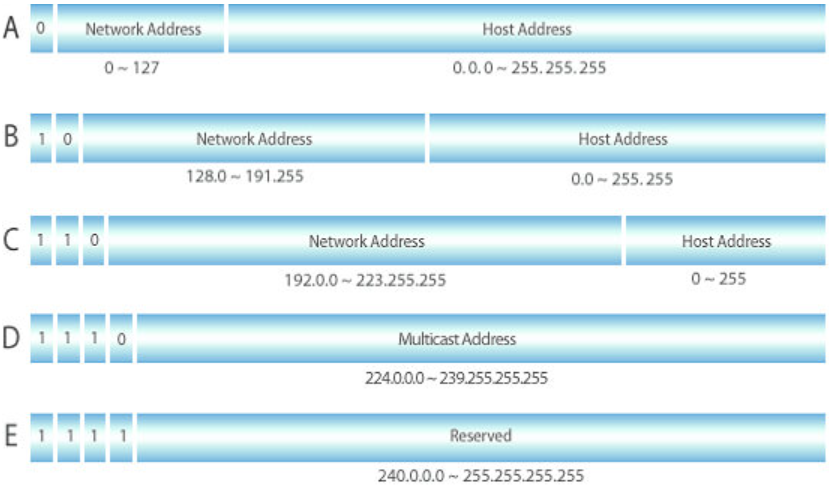 A 0 Network Address Host Address
0 ~ 127 0.0.0 ~ 255.255.255
B 1 0 Network Address Host Address
128.0 ~ 191.255 0.0 ~ 255.255
C 1 1 0 Network Address Host Address
192.0.0 ~ 223.255.255 0 ~ 255
D 1 1 1 0 Multicast Address
224.0.0.0 ~ 239.255.255.255
E 1 1 1 1 Reserved
240.0.0.0 ~ 255.255.255.255